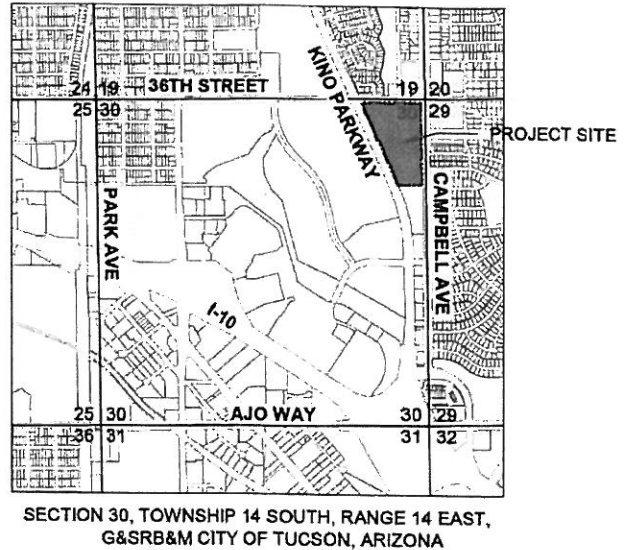 24 19
36TH STREET
19 20
25 30
30 29
KINO PARKWAY
PROJECT SITE
PARK AVE
CAMPBELL AVE
I-10
25 30
AJO WAY
30 29
36 31
31 32
SECTION 30, TOWNSHIP 14 SOUTH, RANGE 14 EAST,
G&SRB&M CITY OF TUCSON, ARIZONA